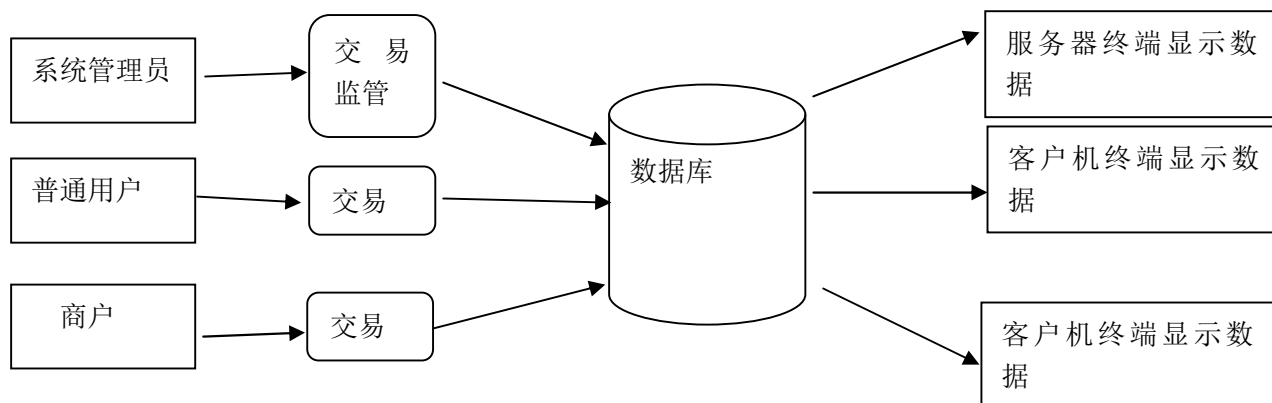 系统管理员
交易
监管
普通用户
交易
商户
交易
数据库
服务器终端显示数
据
客户机终端显示数
据
客户机终端显示数
据